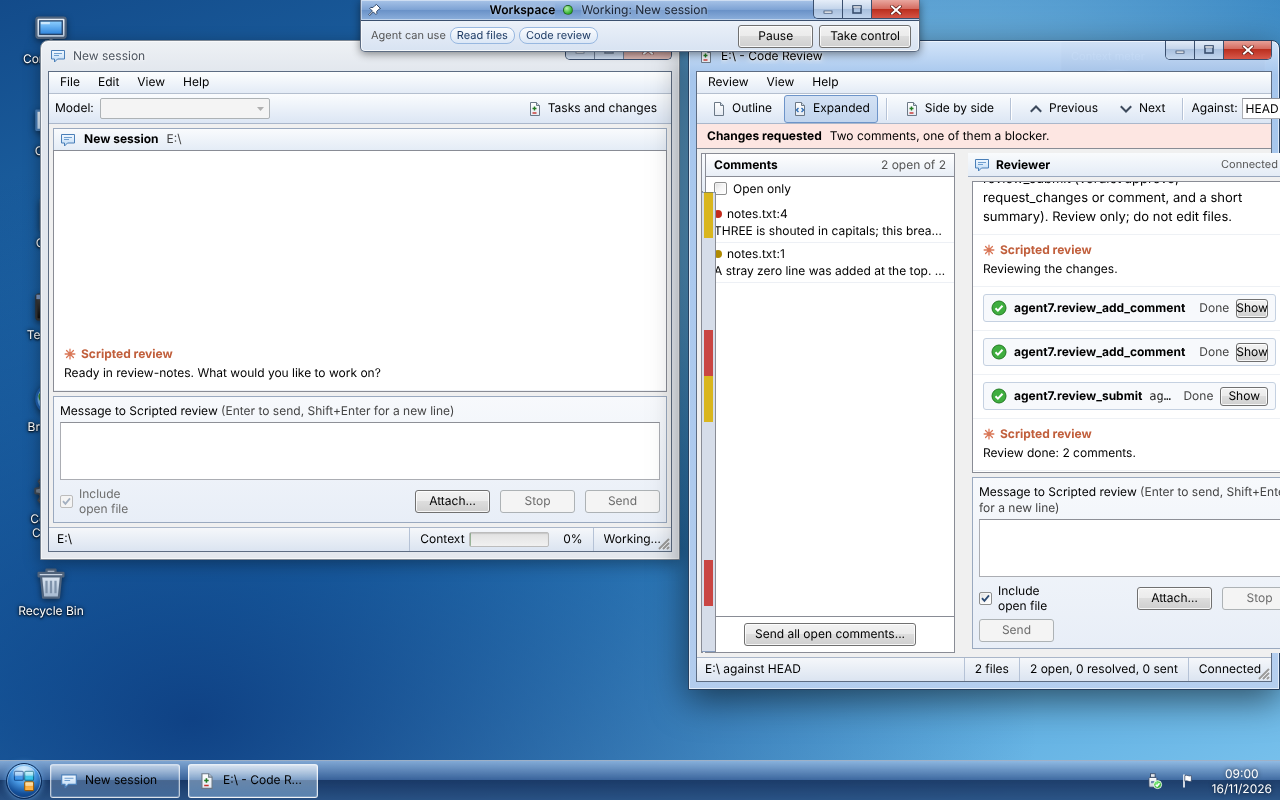 Workspace Working: New session
Agent can use Read files Code review Pause Take control
New session
File Edit View Help
Model: Tasks and changes
New session E:\
Scripted review
Ready in review-notes. What would you like to work on?
Message to Scripted review (Enter to send, Shift+Enter for a new line)
Include open file
Attach... Stop Send
E:\ Context 0% Working...
E:\ - Code Review
Review View Help
Outline Expanded Side by side Previous Next Against: HEAD
Changes requested Two comments, one of them a blocker.
Comments 2 open of 2
Open only
notes.txt:4
THREE is shouted in capitals; this brea...
notes.txt:1
A stray zero line was added at the top. ...
Send all open comments...
Reviewer Connected
request_changes or comment, and a short
summary). Review only; do not edit files.
Scripted review
Reviewing the changes.
agent7.review_add_comment Done Show
agent7.review_add_comment Done Show
agent7.review_submit ag... Done Show
Scripted review
Review done: 2 comments.
Message to Scripted review (Enter to send, Shift+Ente
for a new line)
Include open file
Attach... Stop
Send
E:\ against HEAD 2 files 2 open, 0 resolved, 0 sent Connected
Recycle Bin
New session
E:\ - Code R...
09:00
16/11/2026